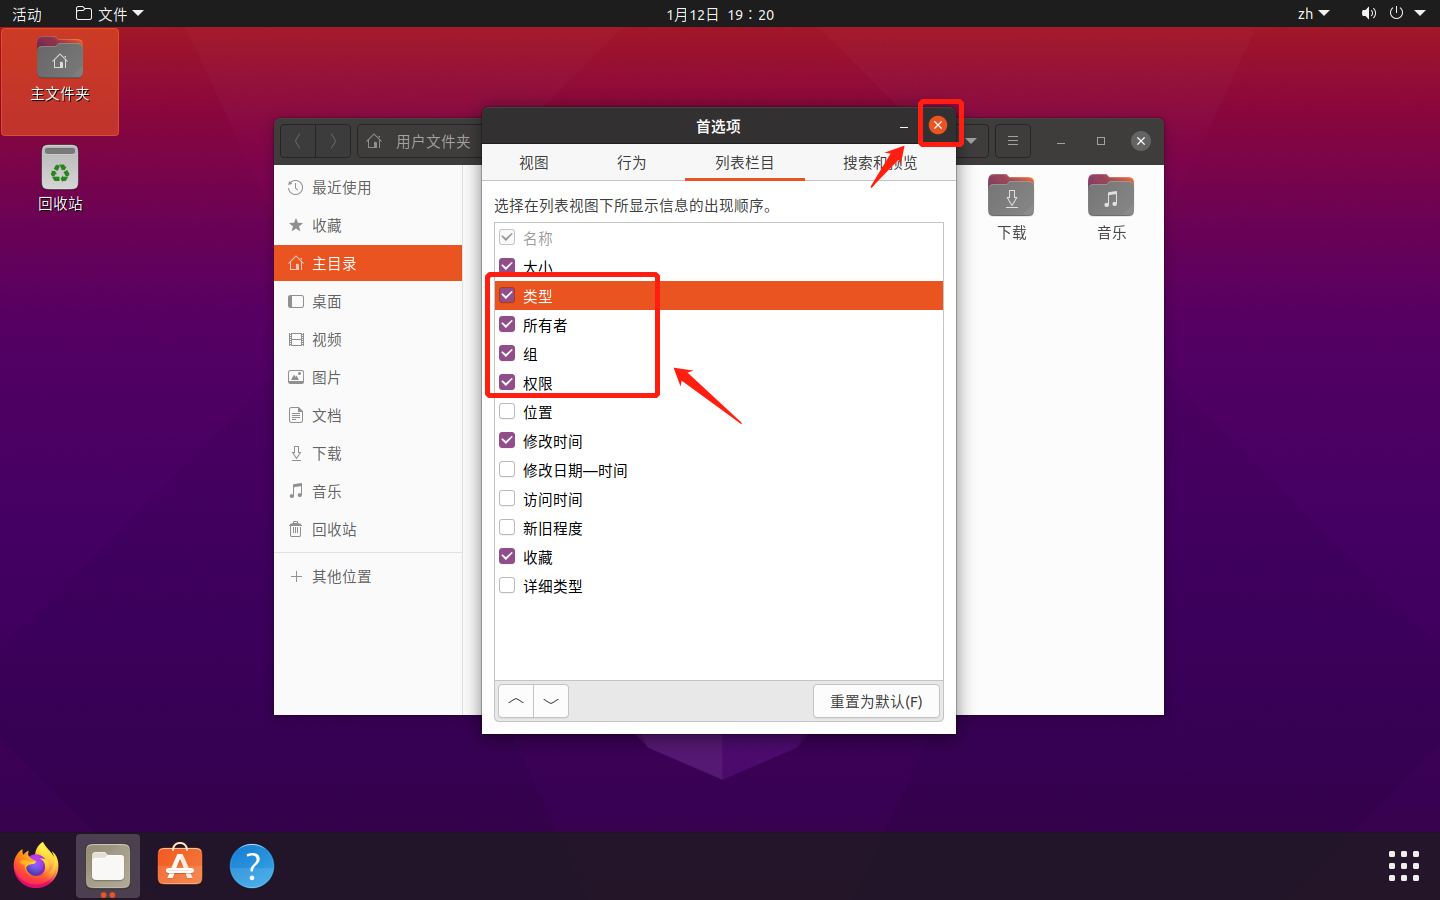 活动
文件
1月12日 19：20
zh
主文件夹
回收站
用户文件夹
最近使用
收藏
主目录
桌面
视频
图片
文档
下载
音乐
回收站
其他位置
首选项
视图
行为
列表栏目
搜索和预览
选择在列表视图下所显示信息的出现顺序。
名称
大小
类型
所有者
组
权限
位置
修改时间
修改日期—时间
访问时间
新旧程度
收藏
详细类型
重置为默认(F)
下载
音乐